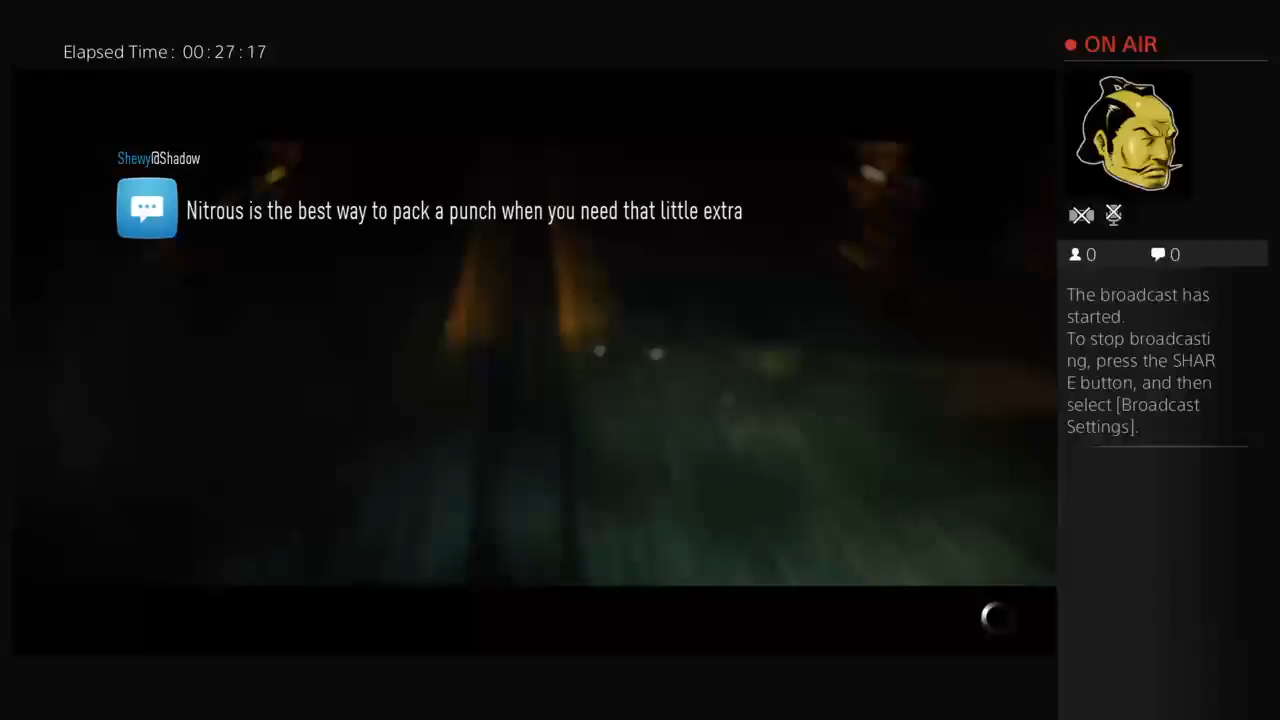 Elapsed Time: 00:27:17
ON AIR
Shewy@Shadow
Nitrous is the best way to pack a punch when you need that little extra
0 0
The broadcast has
started.
To stop broadcasti
ng, press the SHAR
E button, and then
select [Broadcast
Settings].